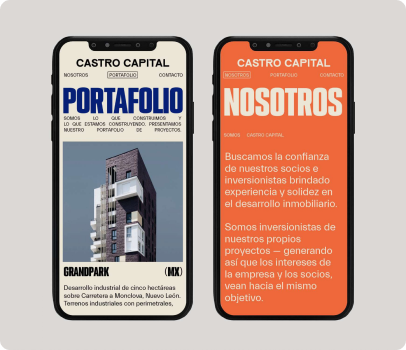 CASTRO CAPITAL
NOSOTROS PORTAFOLIO CONTACTO
PORTAFOLIO
SOMOS LO QUE CONSTRUIMOS Y
LO QUE ESTAMOS CONSTRUYENDO. PRESENTAMOS
NUESTRO PORTAFOLIO DE PROYECTOS.
GRANDPARK (MX)
Desarrollo industrial de cinco hectáreas
sobre Carretera a Monclova, Nuevo León.
Terrenos industriales con perimetrales,
CASTRO CAPITAL
NOSOTROS PORTAFOLIO CONTACTO
NOSOTROS
SOMOS CASTRO CAPITAL
Buscamos la confianza
de nuestros socios e
inversionistas brindado
experiencia y solidez en
el desarrollo inmobiliario.
Somos inversionistas de
nuestros propios
proyectos — generando
así que los intereses de
la empresa y los socios,
vean hacia el mismo
objetivo.